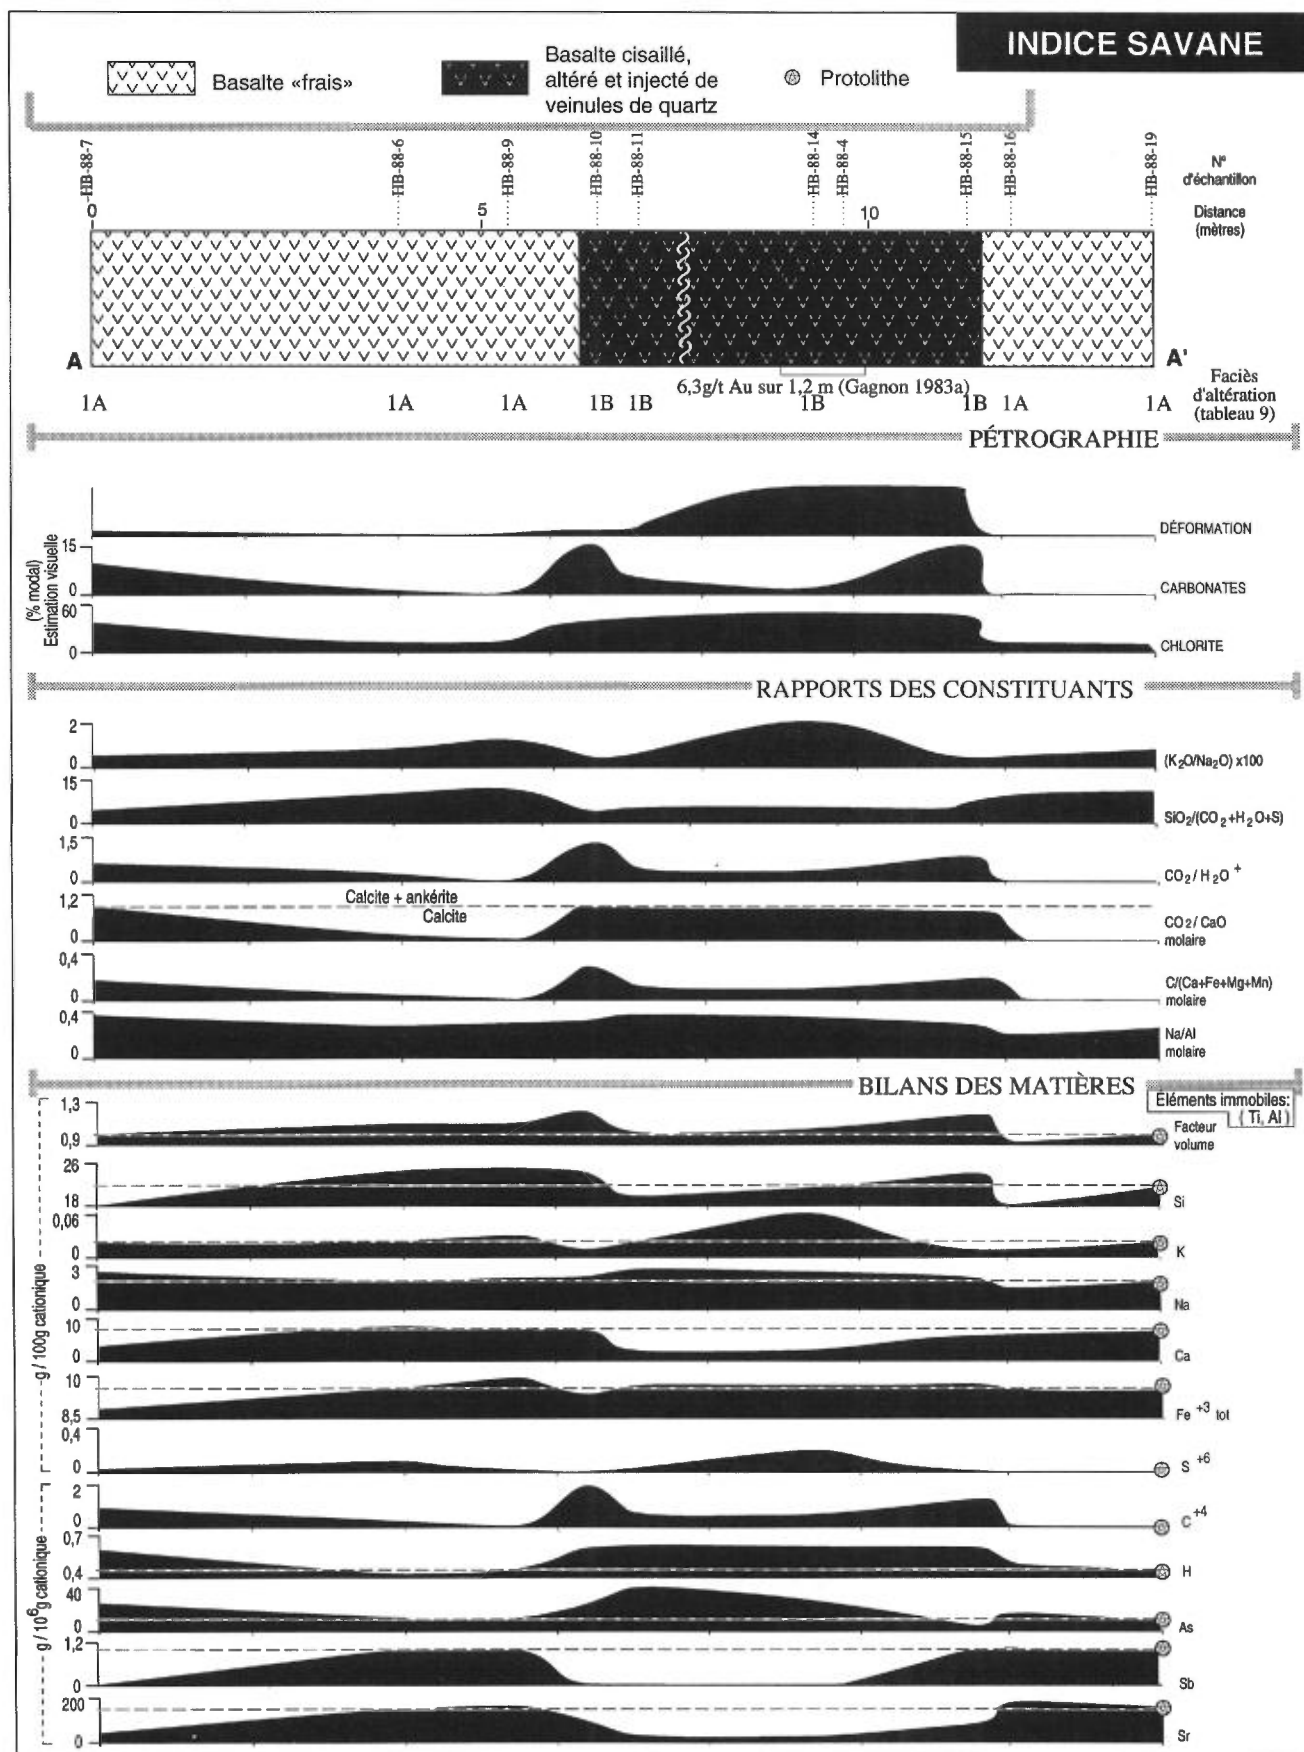 INDICE SAVANE
Basalte «frais»
Basalte cisaillé,
altéré et injecté de
veinules de quartz
Protolithe
HB-88-7
HB-88-6
HB-88-9
HB-88-10
HB-88-11
HB-88-14
HB-88-4
HB-88-15
HB-88-16
HB-88-19
N°
d'échantillon
0 5 10
Distance
(mètres)
A A'
6,3g/t Au sur 1,2 m (Gagnon 1983a)
1A 1A 1A 1B 1B 1B 1B 1A 1A
Faciès
d'altération
(tableau 9)
PÉTROGRAPHIE
(% modal)
Estimation visuelle
DÉFORMATION
15
0
CARBONATES
60
0
CHLORITE
RAPPORTS DES CONSTITUANTS
2
0
(K2O/Na2O) x100
15
0
SiO2/(CO2+H2O+S)
1,5
0
CO2/H2O+
Calcite + ankérite
Calcite
1,2
0
CO2/CaO
molaire
0,4
0
C/(Ca+Fe+Mg+Mn)
molaire
0,4
0
Na/Al
molaire
BILANS DES MATIÈRES
Éléments immobiles:
(Ti, Al)
g / 100g cationique
1,3
0,9
Facteur
volume
26
18
Si
0,06
0
K
3
0
Na
10
0
Ca
10
8,5
Fe+3 tot
0,4
0
S+6
g / 10⁶g cationique
2
0
C+4
0,7
0,4
H
40
0
As
1,2
0
Sb
200
0
Sr